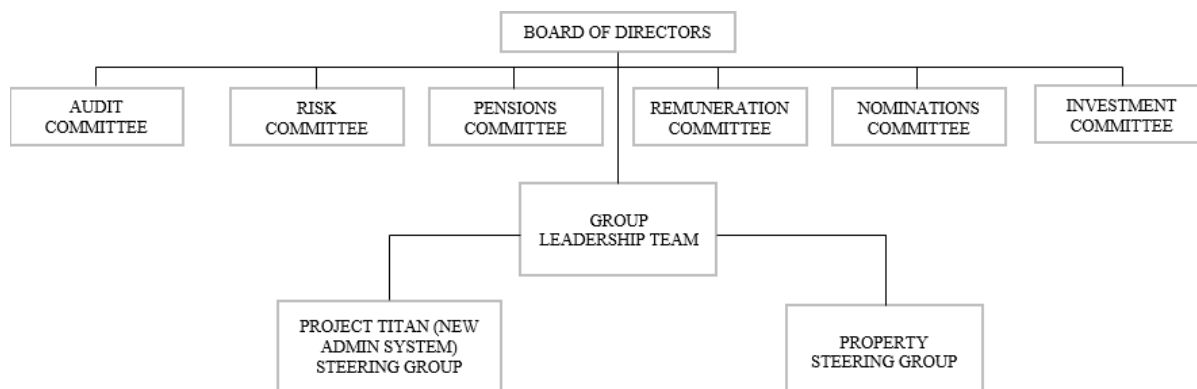 BOARD OF DIRECTORS
AUDIT
COMMITTEE
RISK
COMMITTEE
PENSIONS
COMMITTEE
REMUNERATION
COMMITTEE
NOMINATIONS
COMMITTEE
INVESTMENT
COMMITTEE
GROUP
LEADERSHIP TEAM
PROJECT TITAN (NEW
ADMIN SYSTEM)
STEERING GROUP
PROPERTY
STEERING GROUP